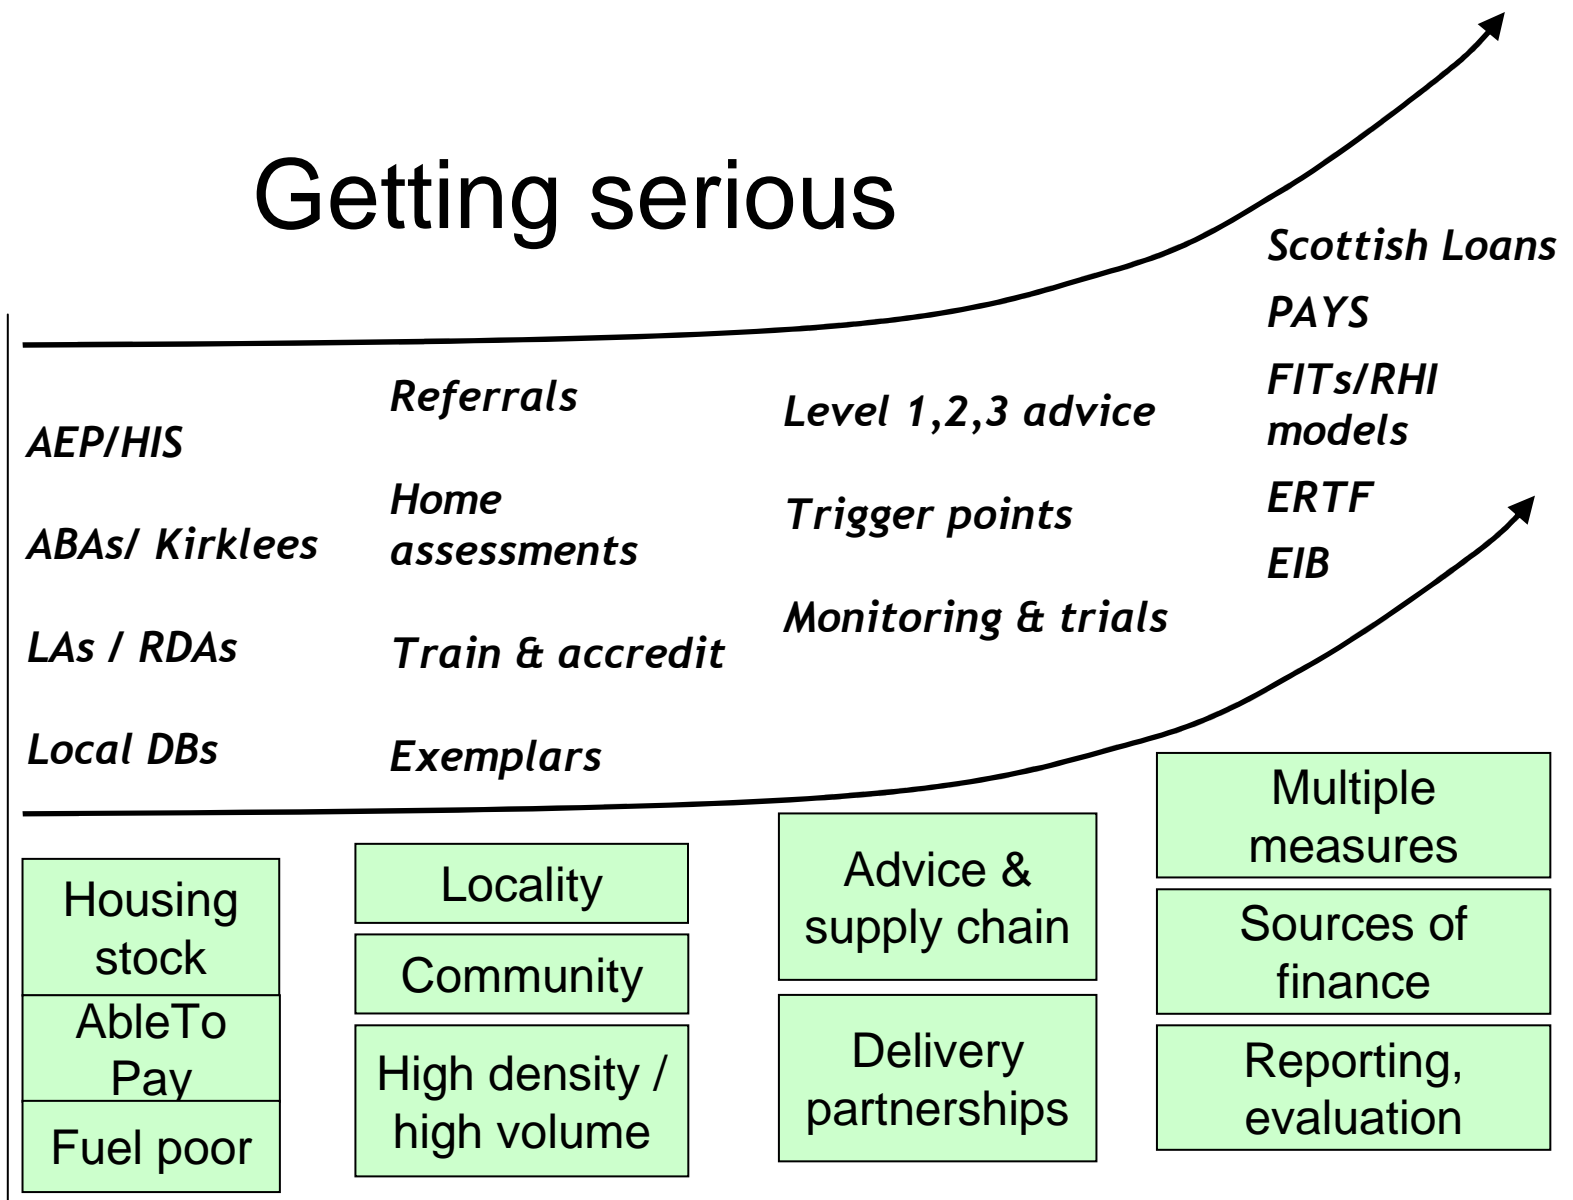 Getting serious
AEP/HIS
ABAs/ Kirklees
LAs / RDAs
Local DBs
Referrals
Home
assessments
Train & accredit
Exemplars
Level 1,2,3 advice
Trigger points
Monitoring & trials
Scottish Loans
PAYS
FITs/RHI
models
ERTF
EIB
Housing
stock
AbleTo
Pay
Fuel poor
Locality
Community
High density /
high volume
Advice &
supply chain
Delivery
partnerships
Multiple
measures
Sources of
finance
Reporting,
evaluation